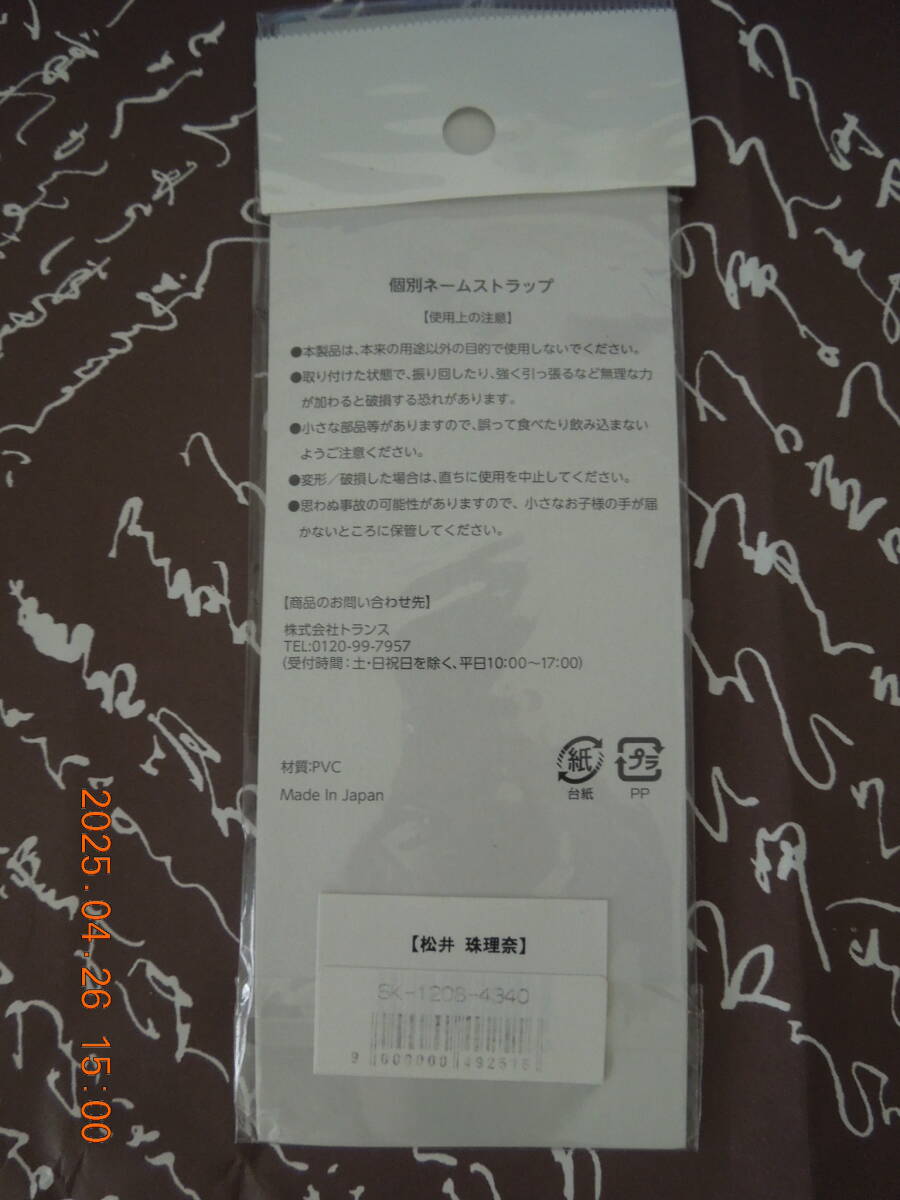 個別ネームストラップ
【使用上の注意】
●本製品は、本来の用途以外の目的で使用しないでください。
●取り付けた状態で、振り回したり、強く引っ張るなど無理な力
が加わると破損する恐れがあります。
●小さな部品等がありますので、誤って食べたり飲み込まない
ようご注意ください。
●変形／破損した場合は、直ちに使用を中止してください。
●思わぬ事故の可能性がありますので、小さなお子様の手が届
かないところに保管してください。
【商品のお問い合わせ先】
株式会社トランス
TEL:0120-99-7957
(受付時間：土・日祝日を除く、平日10:00～17:00)
材質:PVC
Made In Japan
紙
台紙
プラ
PP
【松井 珠理奈】
SK-1208-4340
2025.04.26 15:00